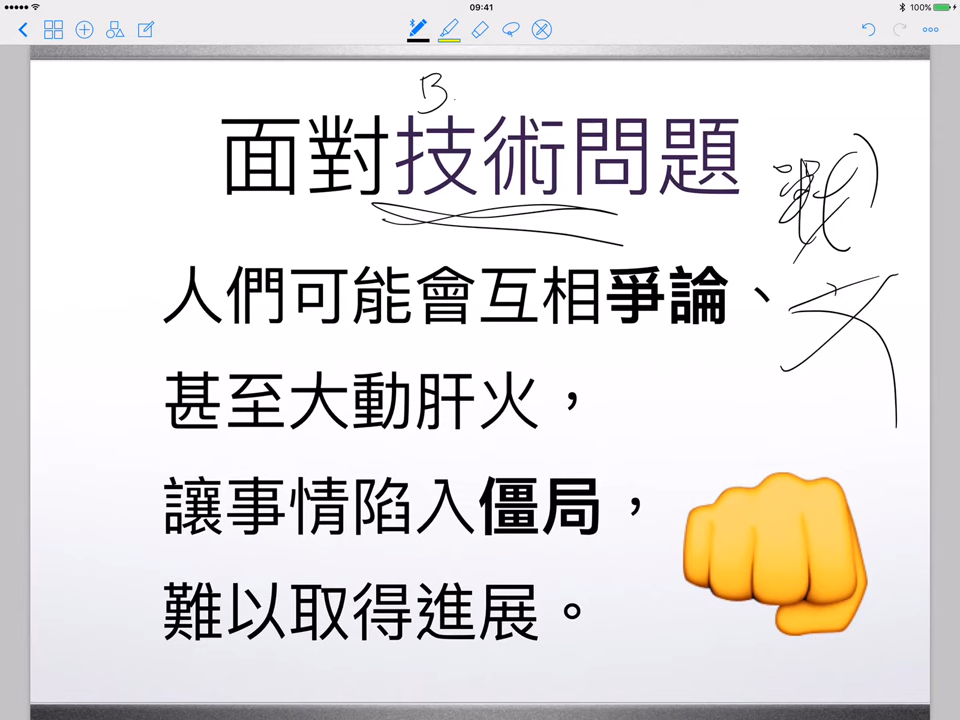 09:41
100%
B.
面對技術問題
戰
人們可能會互相爭論、
甚至大動肝火，
讓事情陷入僵局，
難以取得進展。